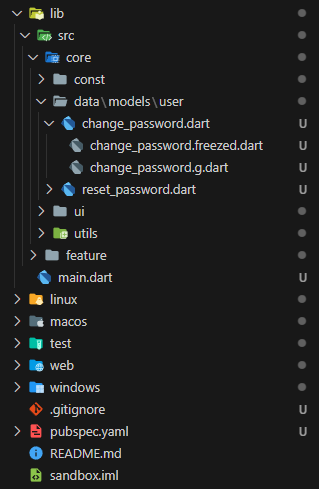 lib
src
core
const
data\models\user
change_password.dart U
change_password.freezed.dart U
change_password.g.dart U
reset_password.dart U
ui
utils
feature
main.dart U
linux
macos
test
web
windows
.gitignore U
pubspec.yaml U
README.md U
sandbox.iml U